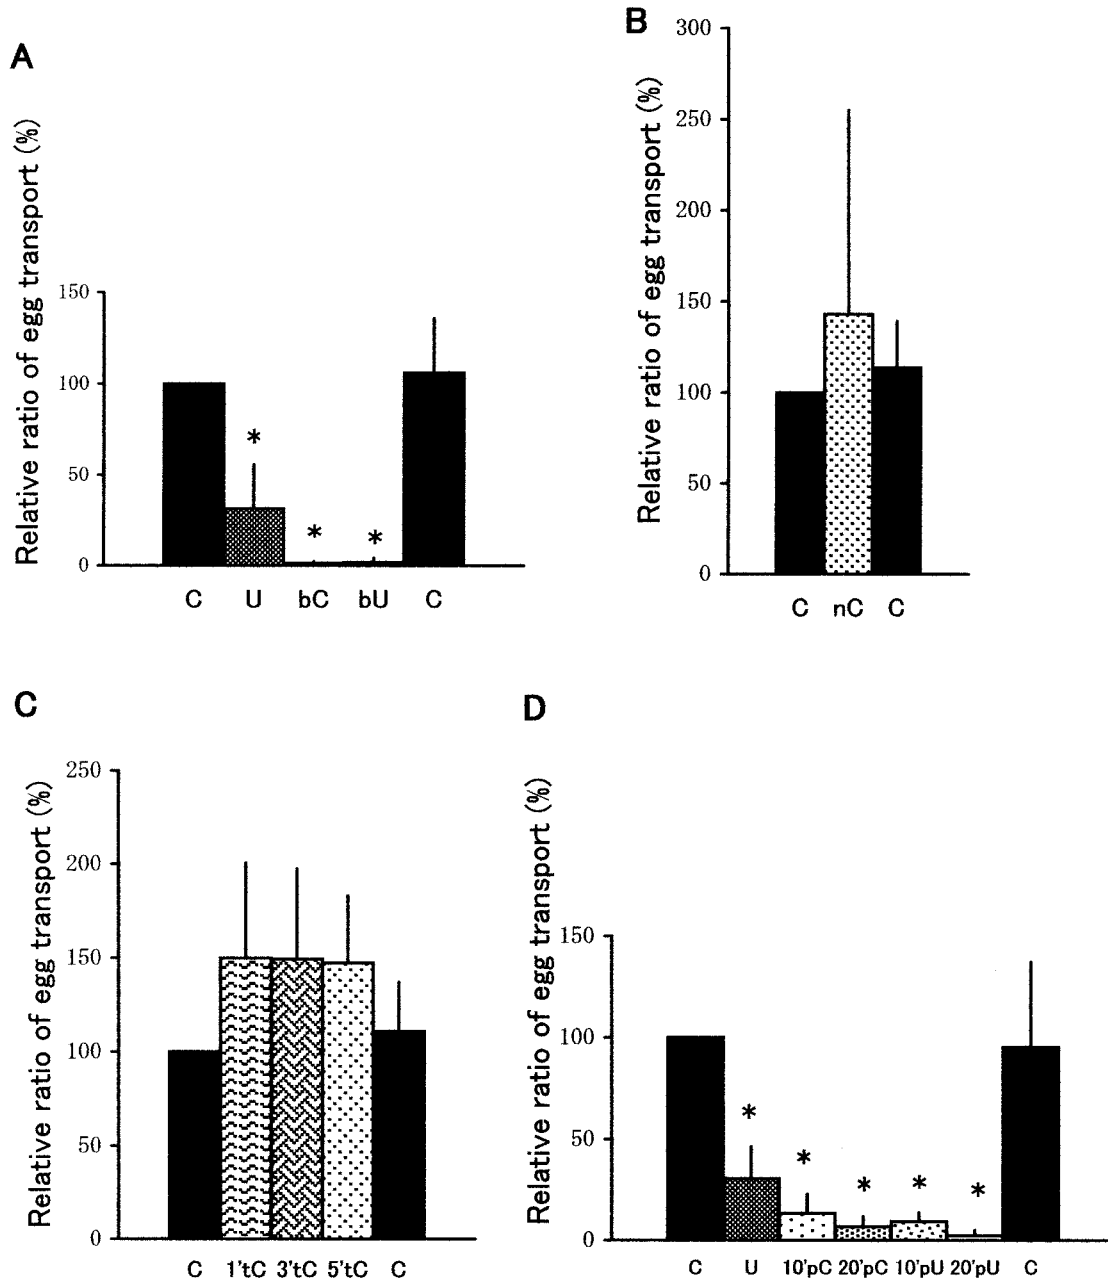 A
Relative ratio of egg transport (%)
150
100
50
0
* * *
C U bC bU C
B
Relative ratio of egg transport (%)
300
250
200
150
100
50
0
C nC C
C
Relative ratio of egg transport (%)
250
200
150
100
50
0
C 1'tC 3'tC 5'tC C
D
Relative ratio of egg transport (%)
150
100
50
0
* * * * *
C U 10'pC 20'pC 10'pU 20'pU C